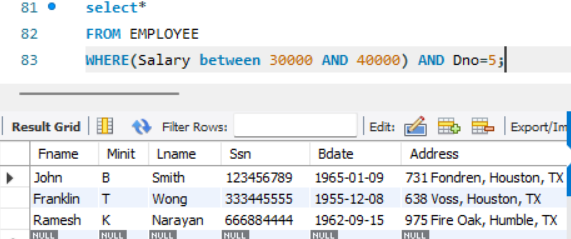 81 select*
82 FROM EMPLOYEE
83 WHERE(Salary between 30000 AND 40000) AND Dno=5;
Result Grid Filter Rows: Edit: Export/Im
Fname Minit Lname Ssn Bdate Address
John B Smith 123456789 1965-01-09 731 Fondren, Houston, TX
Franklin T Wong 333445555 1955-12-08 638 Voss, Houston, TX
Ramesh K Narayan 666884444 1962-09-15 975 Fire Oak, Humble, TX
NULL NULL NULL NULL NULL NULL